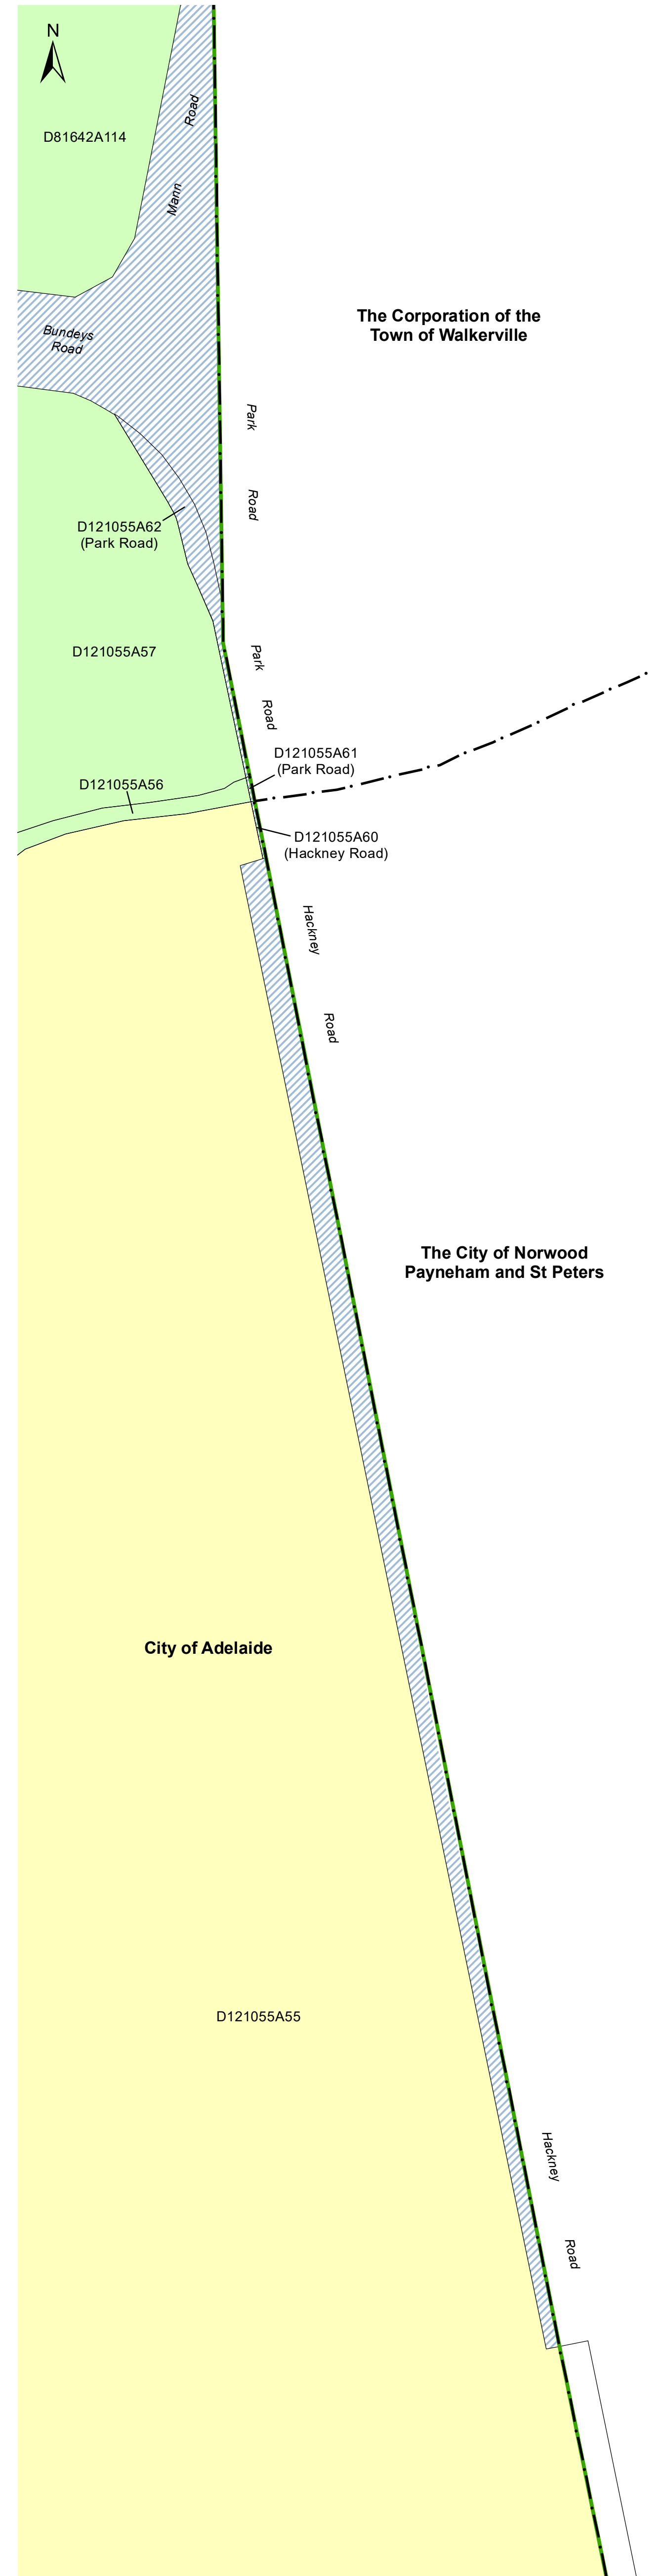 N
Road
D81642A114
Mann
The Corporation of the
Town of Walkerville
Bundeys
Road
Park
Road
D121055A62
(Park Road)
D121055A57
Park
Road
D121055A61
(Park Road)
D121055A56
D121055A60
(Hackney Road)
Hackney
Road
The City of Norwood
Payneham and St Peters
City of Adelaide
D121055A55
Hackney
Road